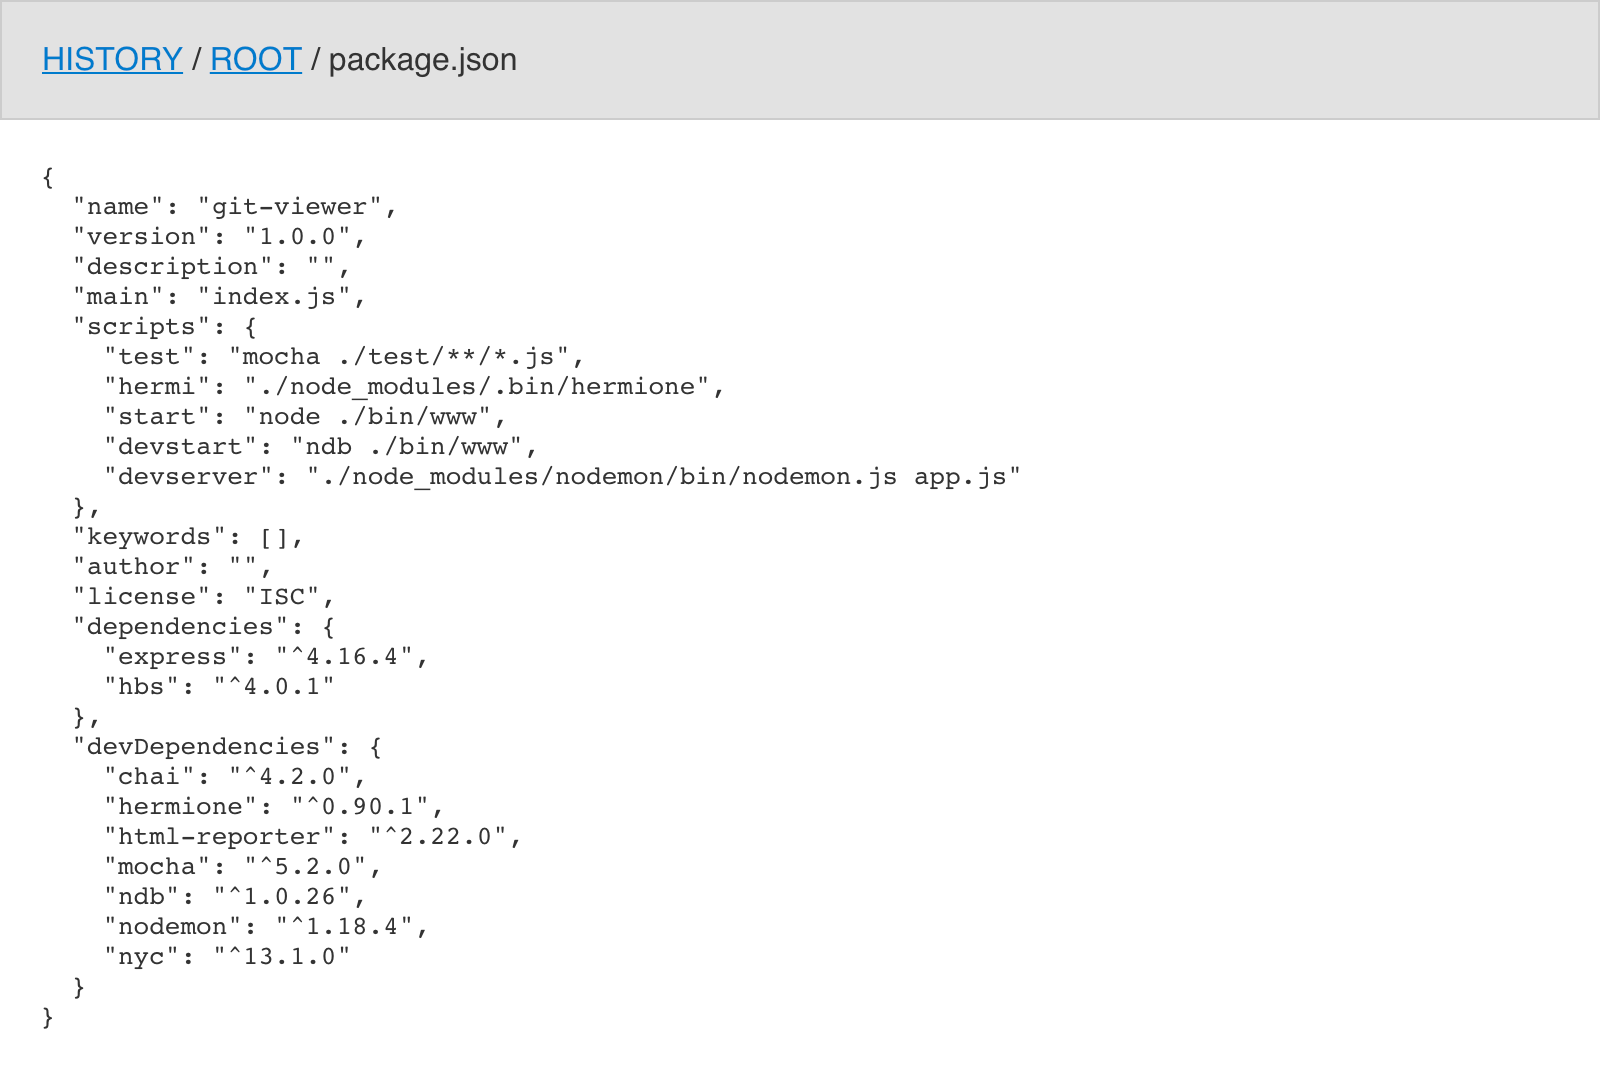 HISTORY / ROOT / package.json
{
  "name": "git-viewer",
  "version": "1.0.0",
  "description": "",
  "main": "index.js",
  "scripts": {
    "test": "mocha ./test/**/*.js",
    "hermi": "./node_modules/.bin/hermione",
    "start": "node ./bin/www",
    "devstart": "ndb ./bin/www",
    "devserver": "./node_modules/nodemon/bin/nodemon.js app.js"
  },
  "keywords": [],
  "author": "",
  "license": "ISC",
  "dependencies": {
    "express": "^4.16.4",
    "hbs": "^4.0.1"
  },
  "devDependencies": {
    "chai": "^4.2.0",
    "hermione": "^0.90.1",
    "html-reporter": "^2.22.0",
    "mocha": "^5.2.0",
    "ndb": "^1.0.26",
    "nodemon": "^1.18.4",
    "nyc": "^13.1.0"
  }
}